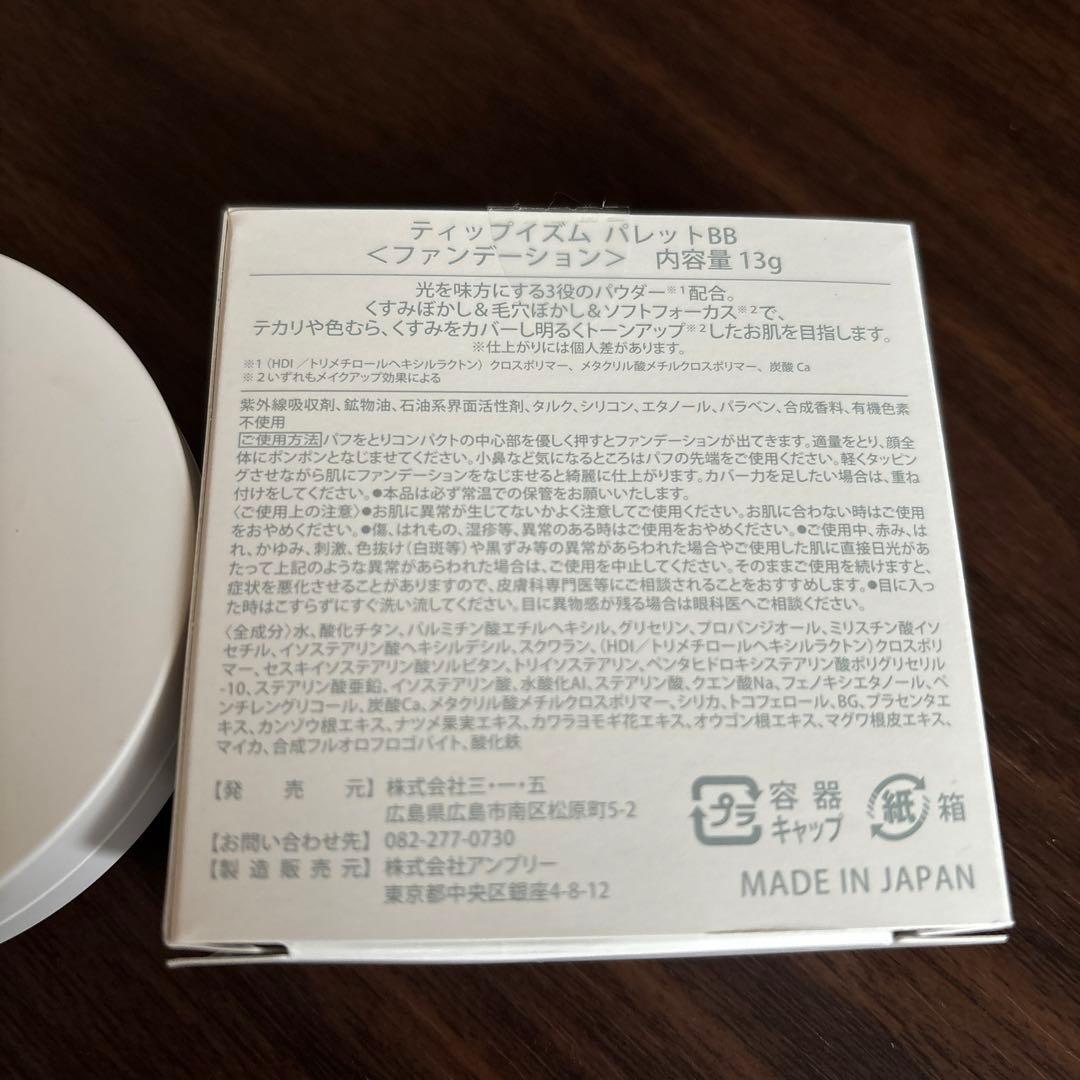 ティップイズム パレットBB
<ファンデーション> 内容量 13g
光を味方にする3役のパウダー※1配合。
くすみぼかし&毛穴ぼかし&ソフトフォーカス※2で、
テカリや色むら、くすみをカバーし明るくトーンアップ※2したお肌を目指します。
※仕上がりには個人差があります。
※1(HDI/トリメチロールヘキシルラクトン)クロスポリマー、メタクリル酸メチルクロスポリマー、炭酸Ca
※2いずれもメイクアップ効果による
紫外線吸収剤、鉱物油、石油系界面活性剤、タルク、シリコン、エタノール、パラベン、合成香料、有機色素
不使用
ご使用方法 パフをとりコンパクトの中心部を優しく押すとファンデーションが出てきます。適量をとり、顔全
体にポンポンとなじませてください。小鼻など気になるところはパフの先端をご使用ください。軽くタッピン
グさせながら肌にファンデーションをなじませると綺麗に仕上がります。カバー力を足したい場合は、重ね
付けをしてください。●本品は必ず常温での保管をお願いいたします。
〈ご使用上の注意〉●お肌に異常が生じてないかよく注意してご使用ください。お肌に合わない時はご使用
をおやめください。●傷、はれもの、湿疹等、異常のある時はご使用をおやめください。●ご使用中、赤み、は
れ、かゆみ、刺激、色抜け(白斑等)や黒ずみ等の異常があらわれた場合やご使用した肌に直接日光があ
たって上記のような異常があらわれた場合は、ご使用を中止してください。そのままご使用を続けますと、
症状を悪化させることがありますので、皮膚科専門医等にご相談されることをおすすめします。●目に入っ
た時はこすらずにすぐ洗い流してください。目に異物感が残る場合は眼科医へご相談ください。
〈全成分〉水、酸化チタン、パルミチン酸エチルヘキシル、グリセリン、プロパンジオール、ミリスチン酸イソ
セチル、イソステアリン酸ヘキシルデシル、スクワラン、(HDI/トリメチロールヘキシルラクトン)クロスポリ
マー、セスキイソステアリン酸ソルビタン、トリイソステアリン、ペンタヒドロキシステアリン酸ポリグリセリル
-10、ステアリン酸亜鉛、イソステアリン酸、水酸化Al、ステアリン酸、クエン酸Na、フェノキシエタノール、ペ
ンチレングリコール、炭酸Ca、メタクリル酸メチルクロスポリマー、シリカ、トコフェロール、BG、プラセンタエ
キス、カンゾウ根エキス、ナツメ果実エキス、カワラヨモギ花エキス、オウゴン根エキス、マグワ根皮エキス、
マイカ、合成フルオロフロゴパイト、酸化鉄
【発売元】株式会社三・一・五
広島県広島市南区松原町5-2
【お問い合わせ先】082-277-0730
【製造販売元】株式会社アンプリー
東京都中央区銀座4-8-12
プラ 容器
キャップ
紙 箱
MADE IN JAPAN